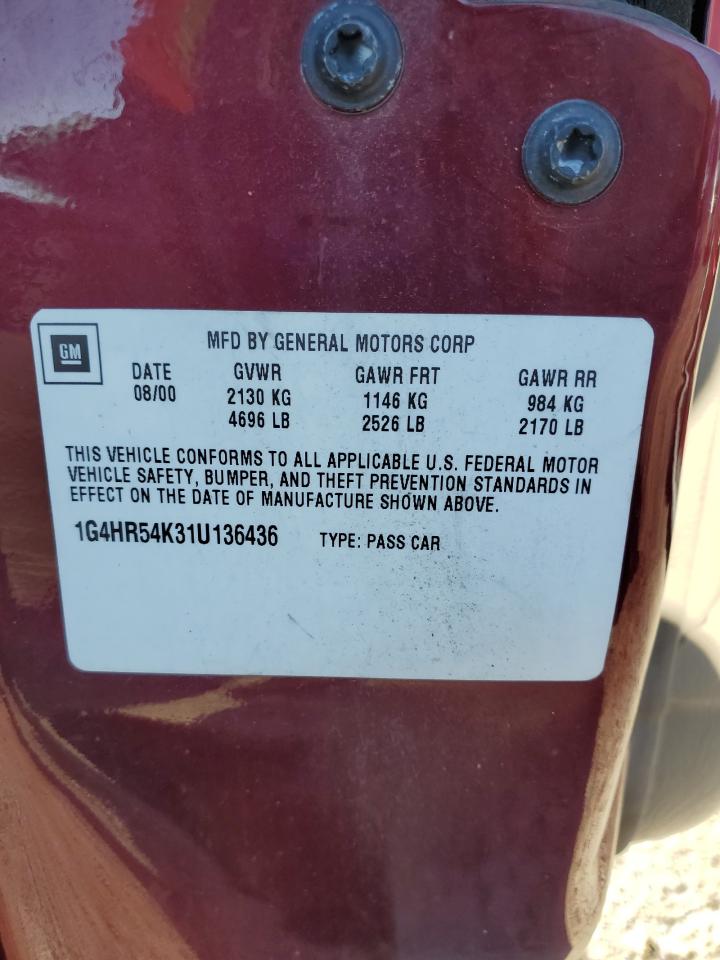 GM
MFD BY GENERAL MOTORS CORP
DATE GVWR GAWR FRT GAWR RR
08/00 2130 KG 1146 KG 984 KG
4696 LB 2526 LB 2170 LB
THIS VEHICLE CONFORMS TO ALL APPLICABLE U.S. FEDERAL MOTOR
VEHICLE SAFETY, BUMPER, AND THEFT PREVENTION STANDARDS IN
EFFECT ON THE DATE OF MANUFACTURE SHOWN ABOVE.
1G4HR54K31U136436 TYPE: PASS CAR